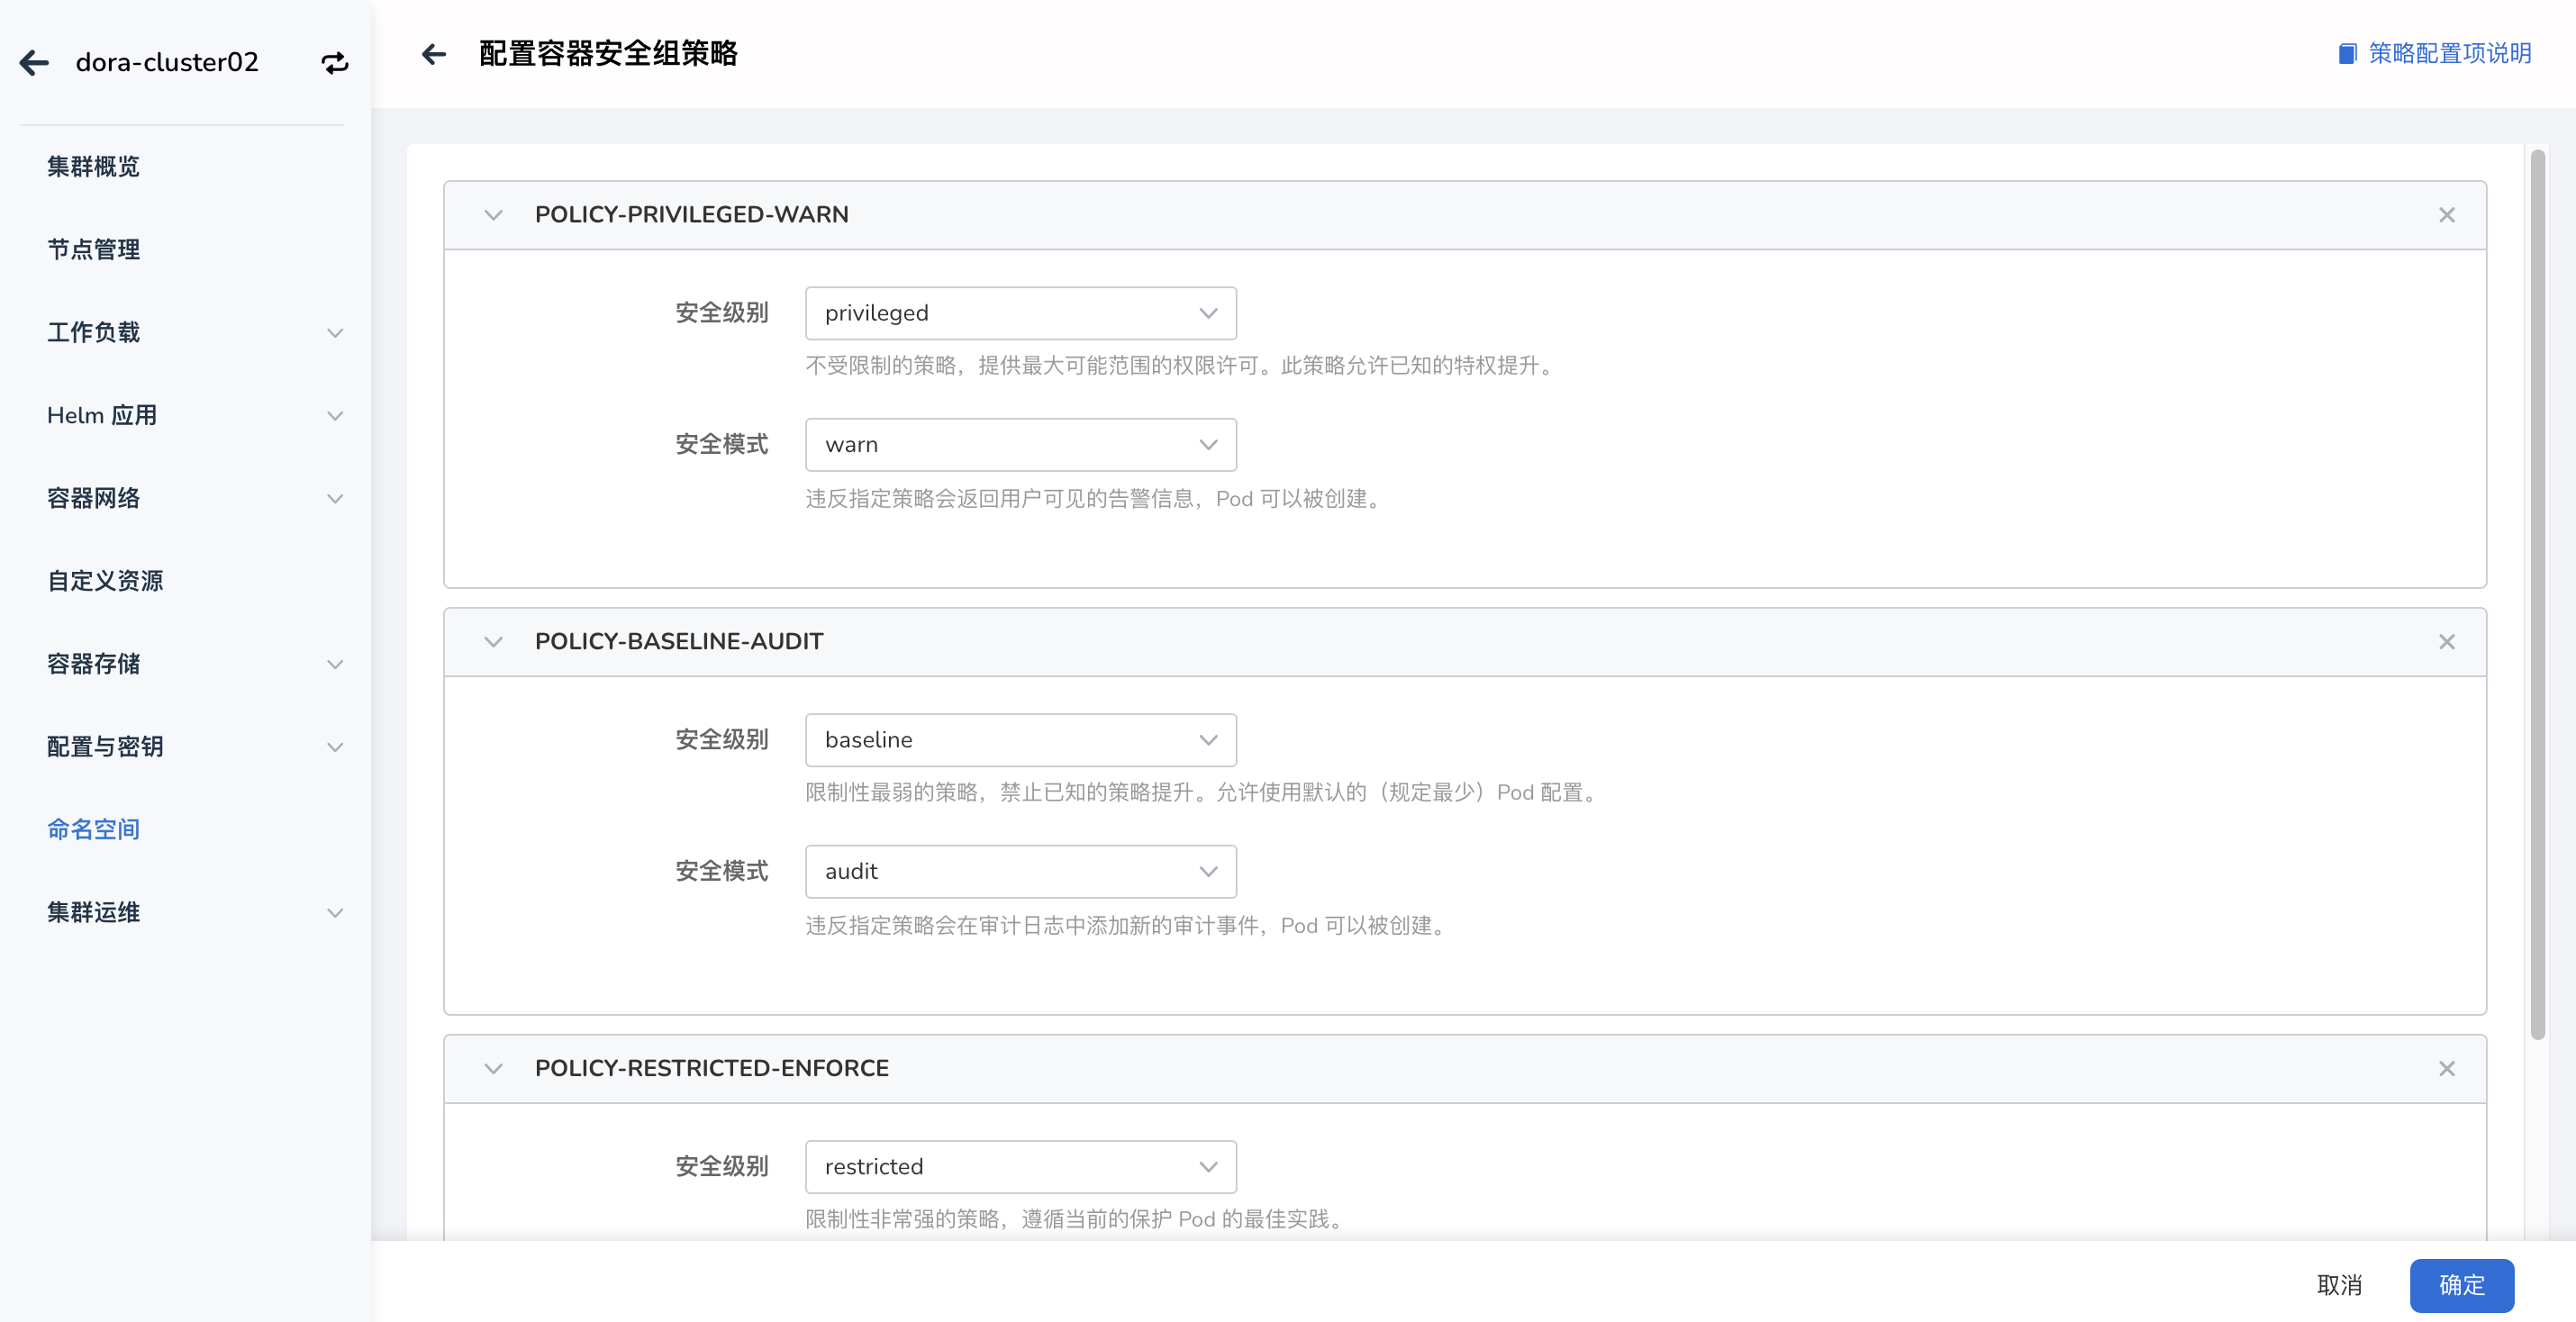 dora-cluster02
集群概览
节点管理
工作负载
Helm 应用
容器网络
自定义资源
容器存储
配置与密钥
命名空间
集群运维
配置容器安全组策略
策略配置项说明
POLICY-PRIVILEGED-WARN
安全级别 privileged
不受限制的策略，提供最大可能范围的权限许可。此策略允许已知的特权提升。
安全模式 warn
违反指定策略会返回用户可见的告警信息，Pod 可以被创建。
POLICY-BASELINE-AUDIT
安全级别 baseline
限制性最弱的策略，禁止已知的策略提升。允许使用默认的（规定最少）Pod 配置。
安全模式 audit
违反指定策略会在审计日志中添加新的审计事件，Pod 可以被创建。
POLICY-RESTRICTED-ENFORCE
安全级别 restricted
限制性非常强的策略，遵循当前的保护 Pod 的最佳实践。
取消 确定